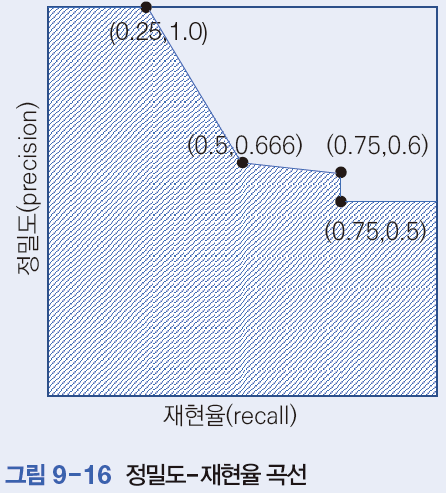 (0.25,1.0)
(0.5,0.666)
(0.75,0.6)
(0.75,0.5)
정밀도(precision)
재현율(recall)
그림 9-16 정밀도-재현율 곡선